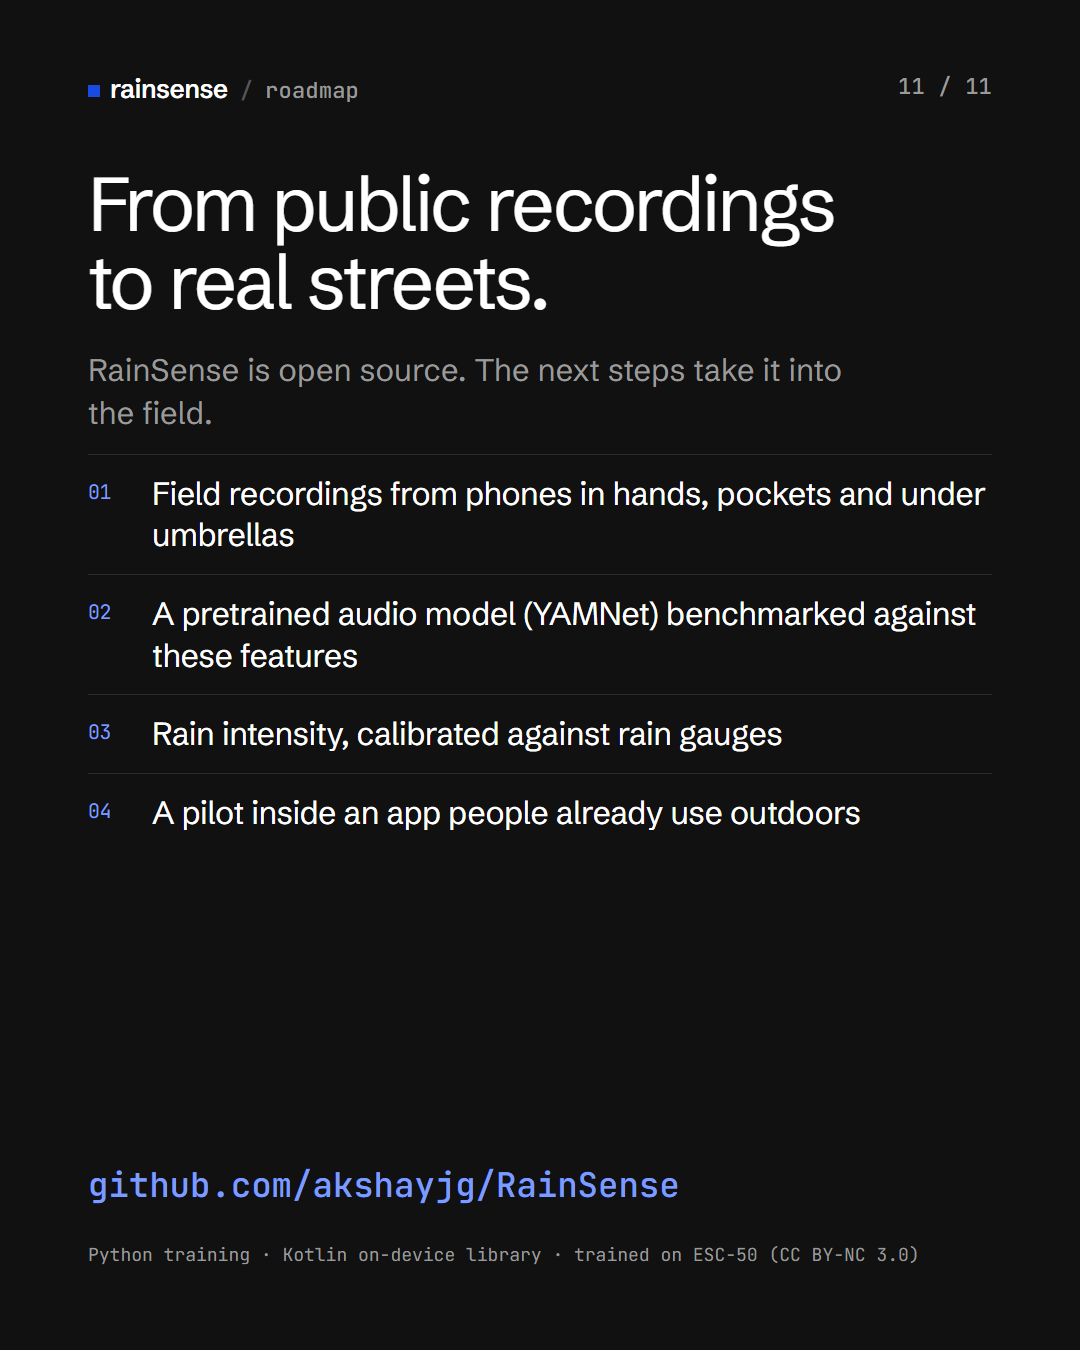 rainsense / roadmap
11 / 11
From public recordings
to real streets.
RainSense is open source. The next steps take it into
the field.
01 Field recordings from phones in hands, pockets and under
umbrellas
02 A pretrained audio model (YAMNet) benchmarked against
these features
03 Rain intensity, calibrated against rain gauges
04 A pilot inside an app people already use outdoors
github.com/akshayjg/RainSense
Python training · Kotlin on-device library · trained on ESC-50 (CC BY-NC 3.0)